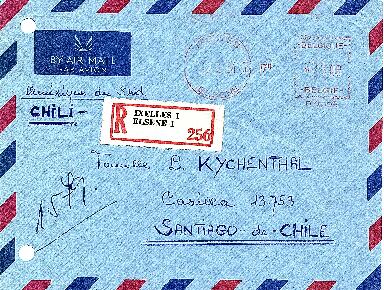 BY AIR MAIL
PAR AVION
BELGIQUE
Amérique du Sud
CHILI -
R
IXELLES 1
ELSENE 1
256
B. KYCHENTHAL
Casilla 13753
SANTIAGO - de - CHILE